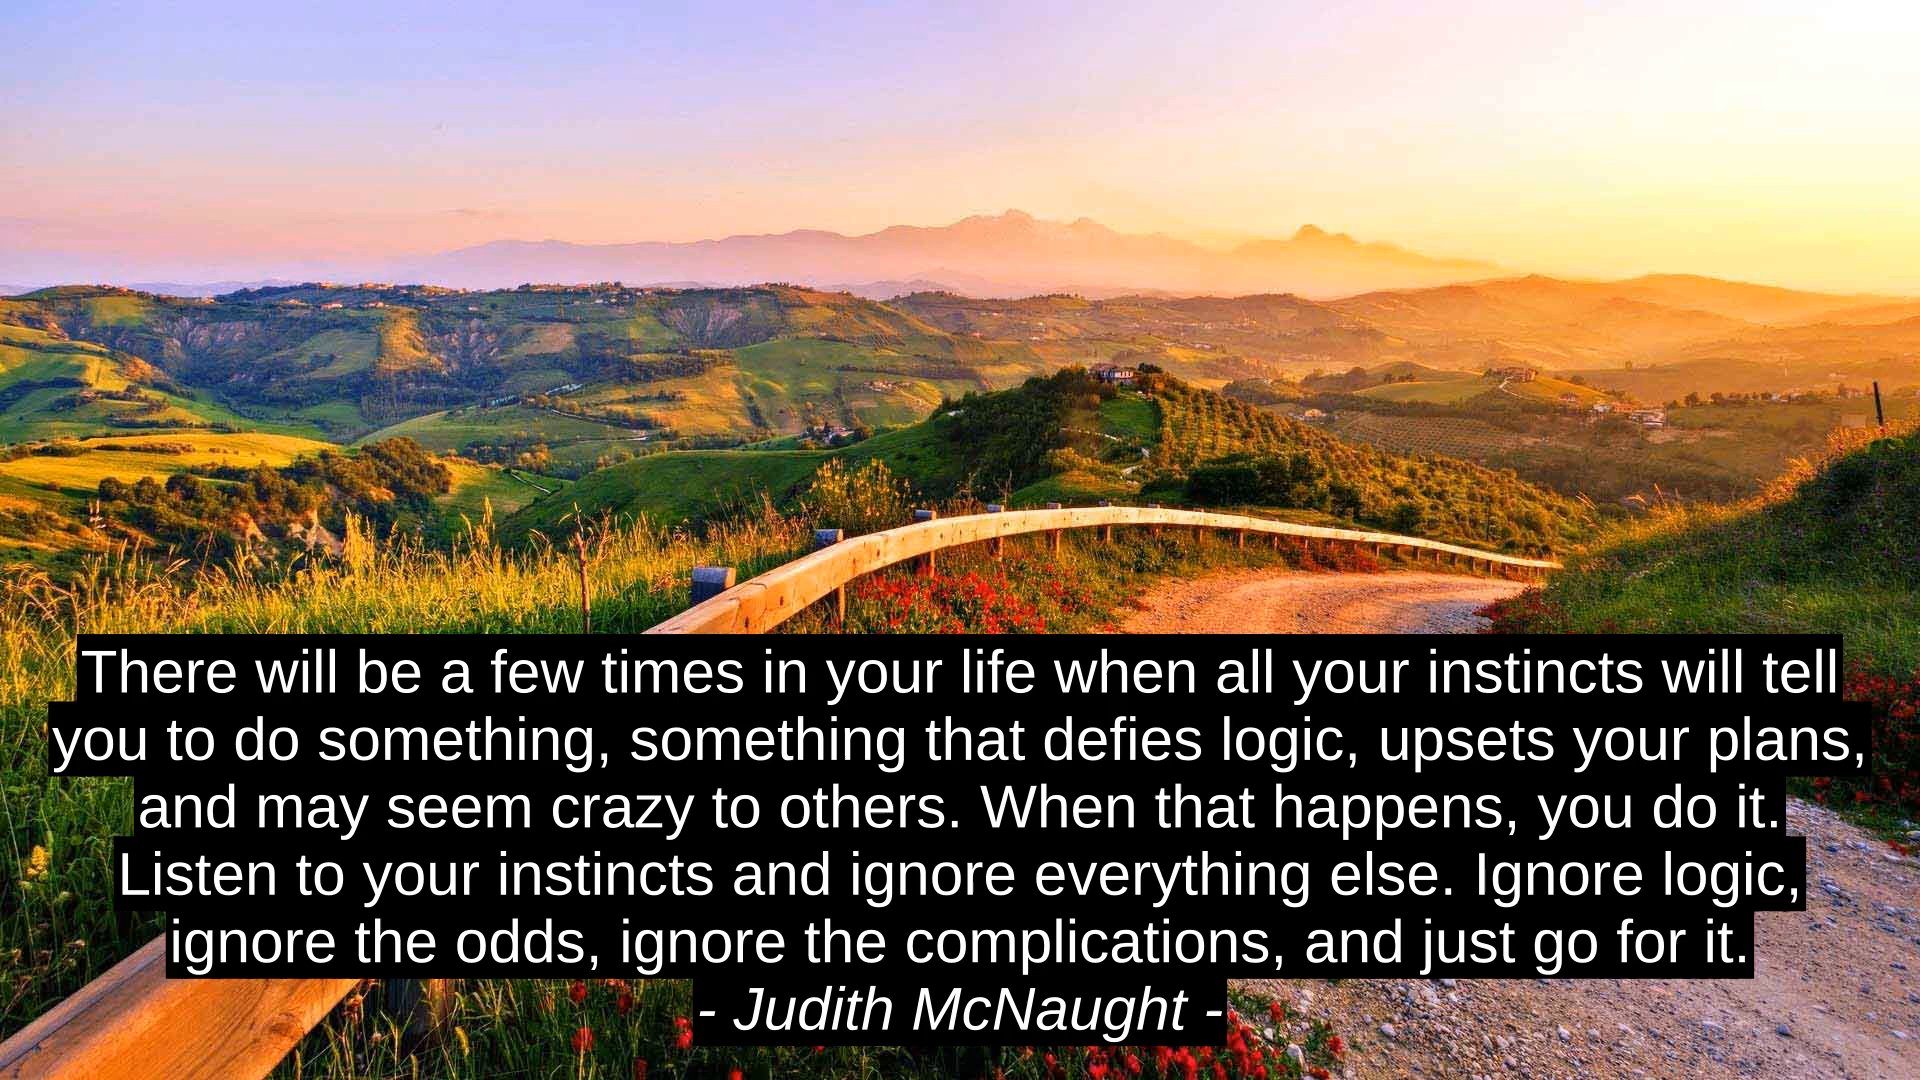 There will be a few times in your life when all your instincts will tell
you to do something, something that defies logic, upsets your plans,
and may seem crazy to others. When that happens, you do it.
Listen to your instincts and ignore everything else. Ignore logic,
ignore the odds, ignore the complications, and just go for it.
- Judith McNaught -